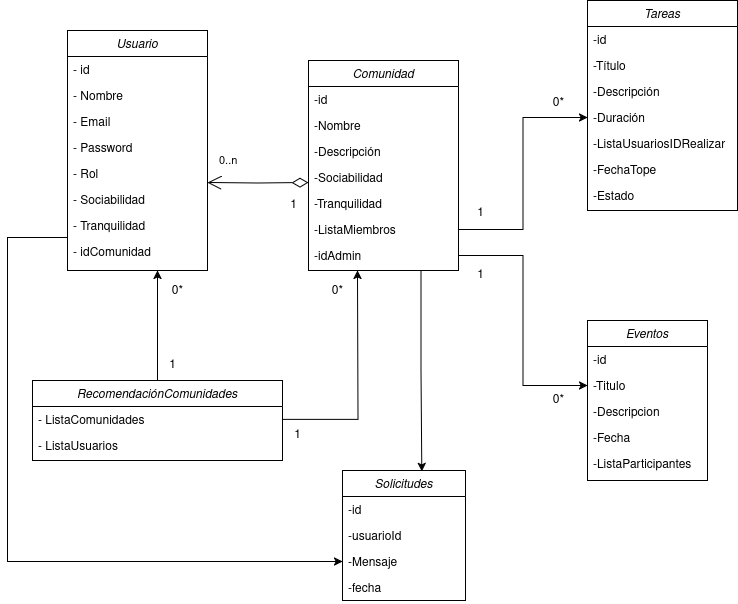 Usuario
- id
- Nombre
- Email
- Password
- Rol
- Sociabilidad
- Tranquilidad
- idComunidad
0..n
1
Comunidad
-id
-Nombre
-Descripción
-Sociabilidad
-Tranquilidad
-ListaMiembros
-idAdmin
1
0*
1
0*
Tareas
-id
-Título
-Descripción
-Duración
-ListaUsuariosIDRealizar
-FechaTope
-Estado
Eventos
-id
-Titulo
-Descripcion
-Fecha
-ListaParticipantes
0*
1
0*
1
RecomendaciónComunidades
- ListaComunidades
- ListaUsuarios
Solicitudes
-id
-usuarioId
-Mensaje
-fecha